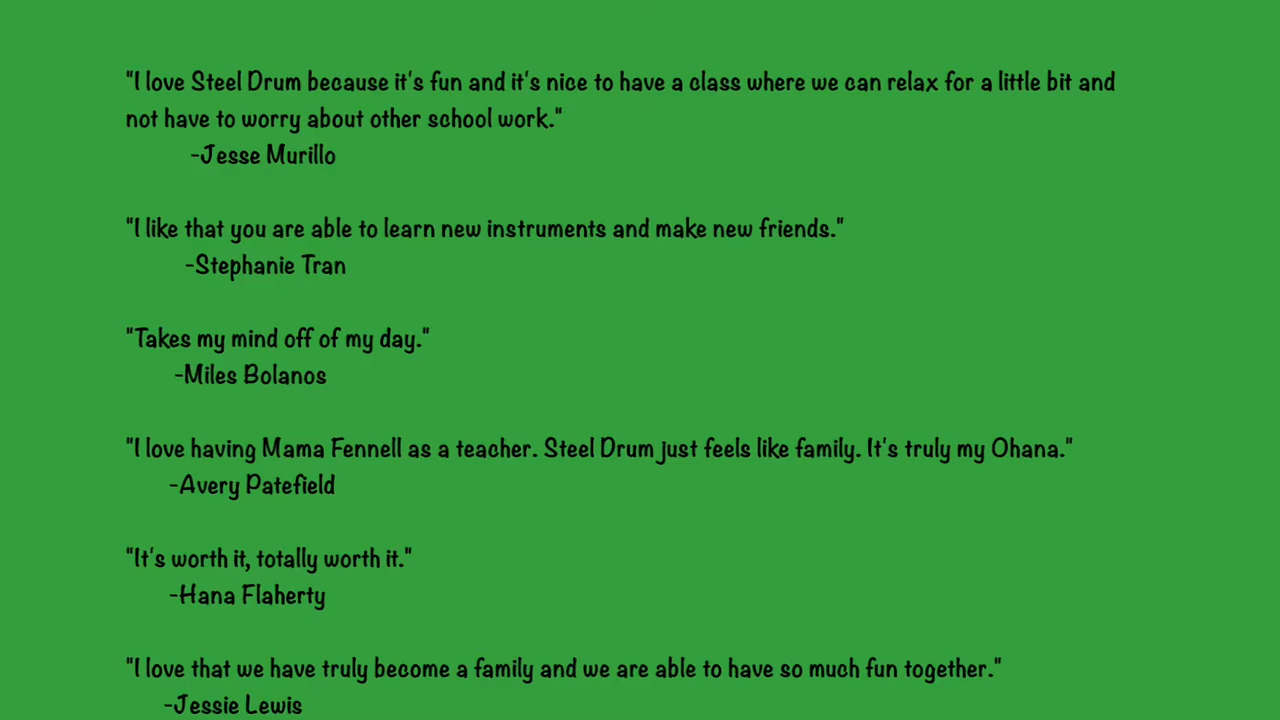 "I love Steel Drum because it's fun and it's nice to have a class where we can relax for a little bit and
not have to worry about other school work."
-Jesse Murillo
"I like that you are able to learn new instruments and make new friends."
-Stephanie Tran
"Takes my mind off of my day."
-Miles Bolanos
"I love having Mama Fennell as a teacher. Steel Drum just feels like family. It's truly my Ohana."
-Avery Patefield
"It's worth it, totally worth it."
-Hana Flaherty
"I love that we have truly become a family and we are able to have so much fun together."
-Jessie Lewis